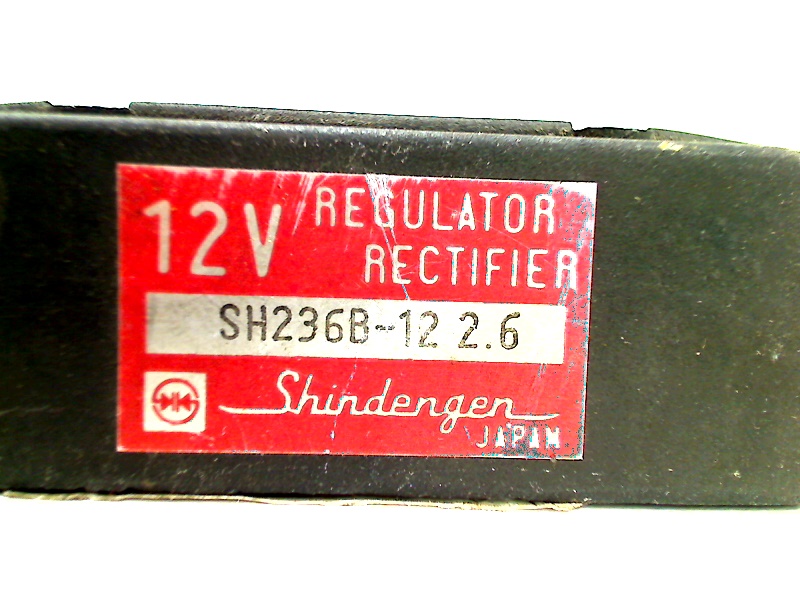 12V REGULATOR
RECTIFIER
SH236B-12 2.6
Shindengen
JAPAN